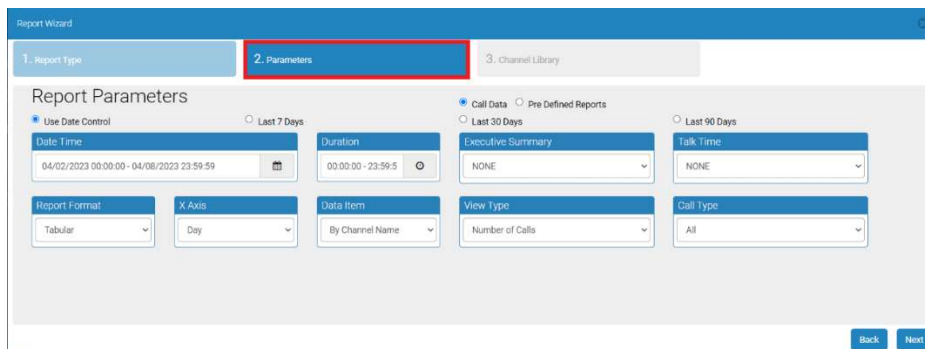 Report Wizard
1. Report Type
2. Parameters
3. Channel Library
Report Parameters
Call Data Pre Defined Reports
Use Date Control Last 7 Days Last 30 Days Last 90 Days
Date Time Duration Executive Summary Talk Time
04/02/2023 00:00:00 - 04/08/2023 23:59:59 00:00:00 - 23:59:5 NONE NONE
Report Format X Axis Data Item View Type Call Type
Tabular Day By Channel Name Number of Calls All
Back Next